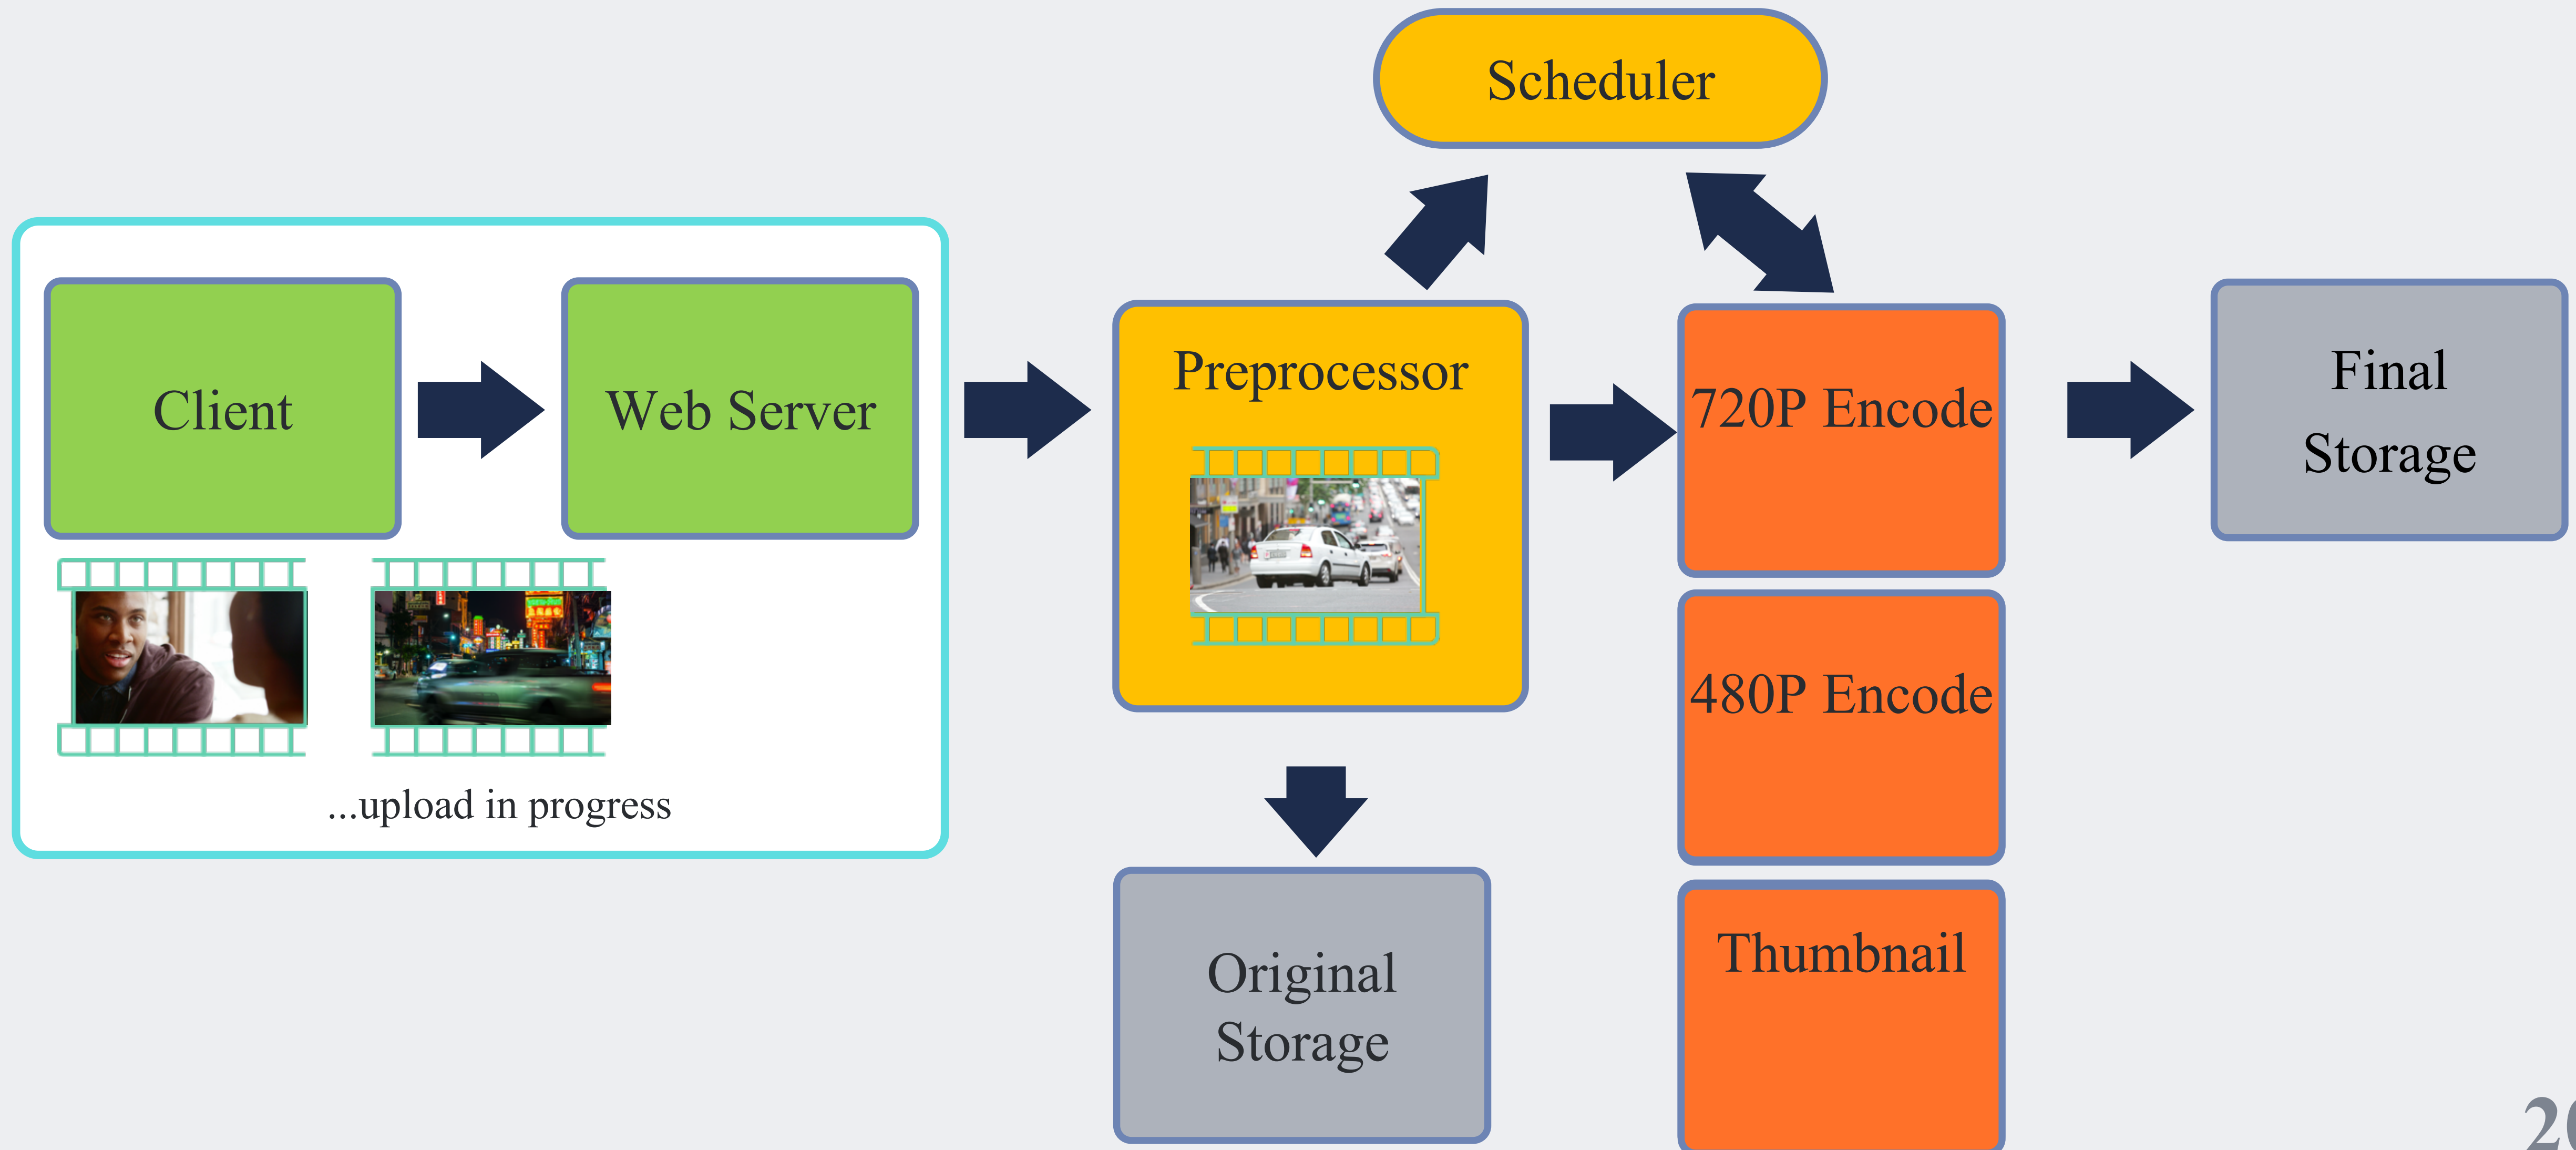 Scheduler
Client
Web Server
...upload in progress
Preprocessor
Original
Storage
720P Encode
480P Encode
Thumbnail
Final
Storage